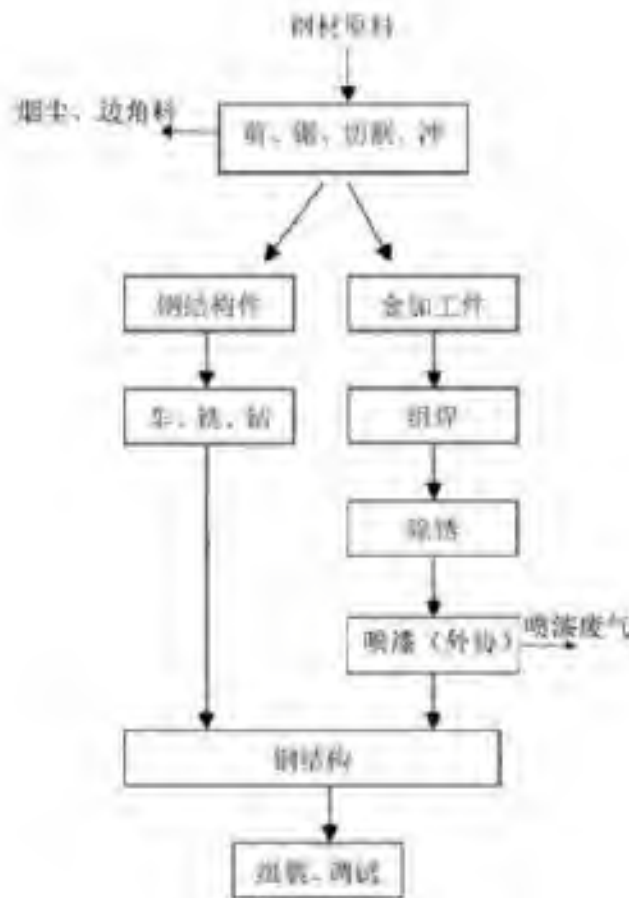 钢材原料
烟尘、边角料
剪、锯、切割、冲
钢结构件
金加工件
车、铣、钻
组焊
除锈
喷漆（外协）
喷漆废气
钢结构
组装、调试